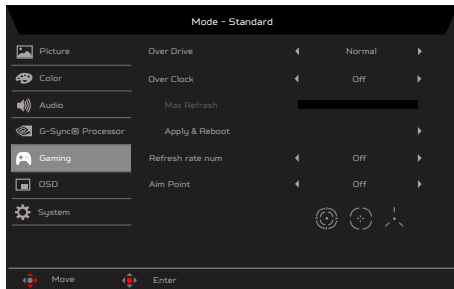 Mode - Standard
Picture
Over Drive Normal
Color
Over Clock Off
Audio
Max Refresh
G-Sync® Processor
Apply & Reboot
Gaming
Refresh rate num Off
OSD
Aim Point Off
System
Move Enter